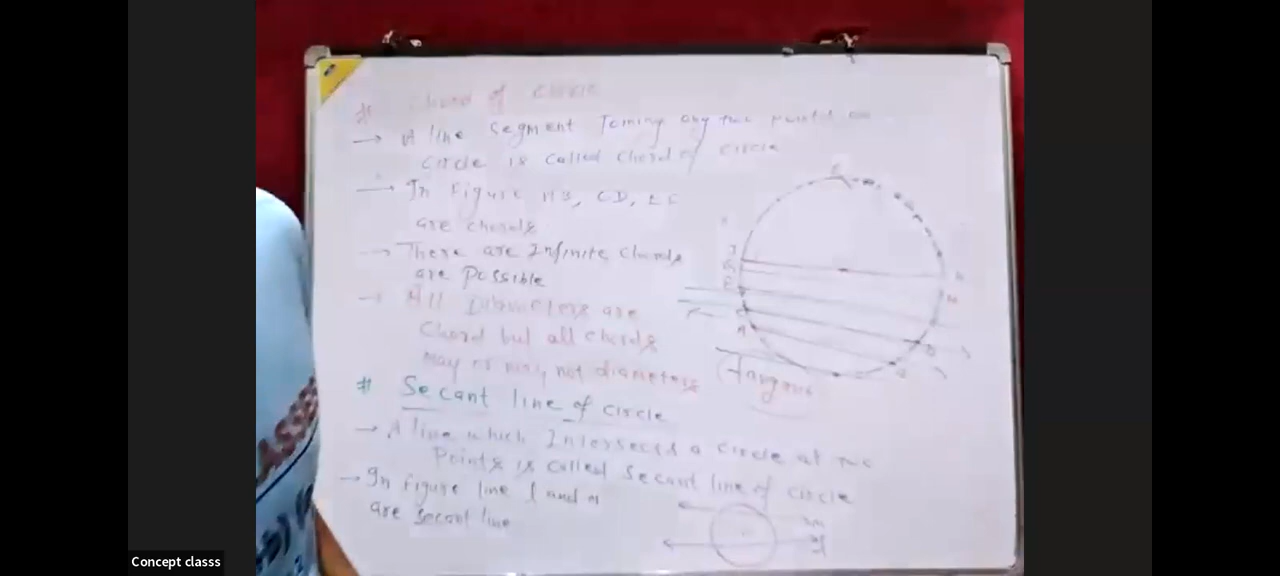 # Chord of circle
→ A line segment Joining any two points on
circle is called chord of circle
→ In Figure AB, CD, EF
are chords
→ There are Infinite chords
are possible
→ All Diameters are
chord but all chords
may or may not diameters
# Secant line of circle
→ A line which Intersects a circle at two
Points is called secant line of circle
→ In figure line l and m
are secant line
Concept classs